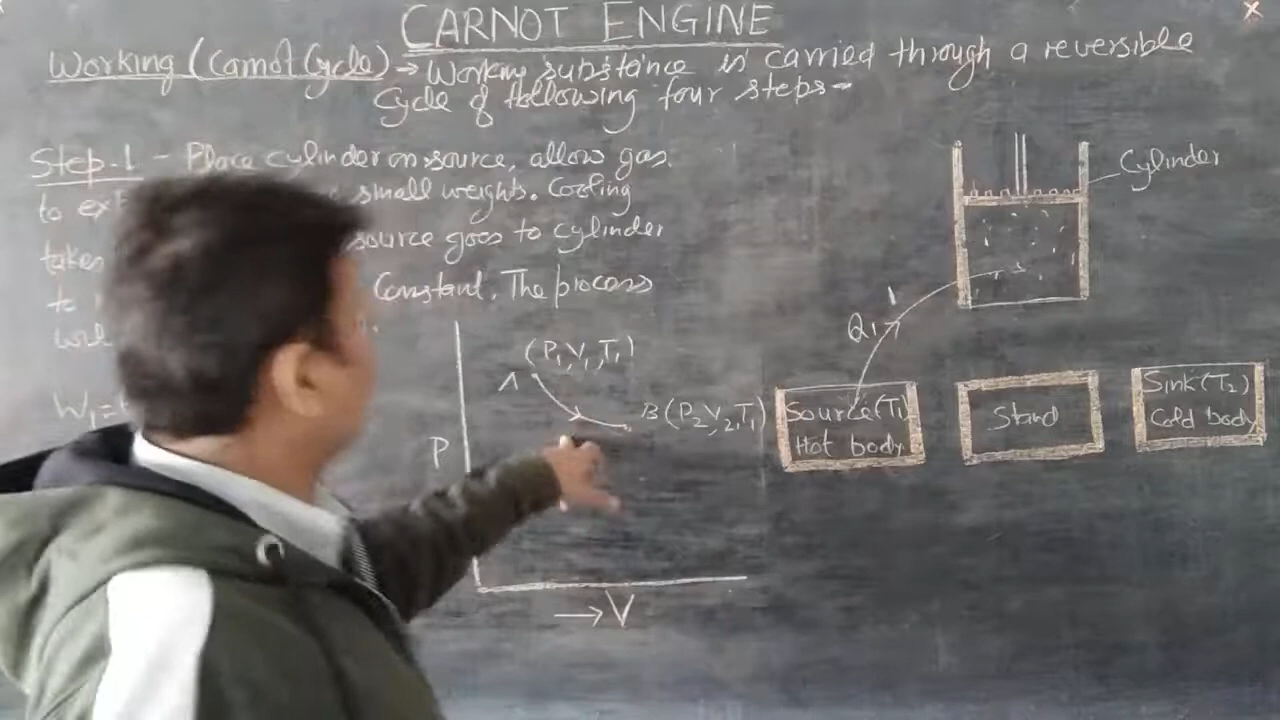 CARNOT ENGINE
Working (Carnot Cycle) → Working substance is carried through a reversible
Cycle of following four steps-
Step-1 - Place cylinder on source, allow gas.
to small weights. Cooling
takes source goes to cylinder
to Constant. The process
will
W₁=
Cylinder
Q₁
(P₁,V₁,T₁)
A
B(P₂,V₂,T₁)
P
→V
Source(T₁)
Hot body
Stand
Sink(T₂)
Cold body